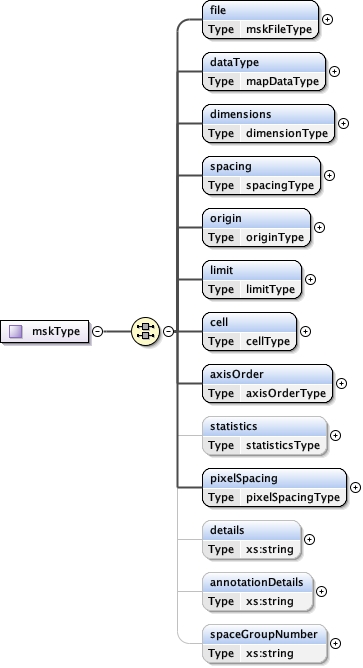 file
Type mskFileType
dataType
Type mapDataType
dimensions
Type dimensionType
spacing
Type spacingType
origin
Type originType
limit
Type limitType
mskType
cell
Type cellType
axisOrder
Type axisOrderType
statistics
Type statisticsType
pixelSpacing
Type pixelSpacingType
details
Type xs:string
annotationDetails
Type xs:string
spaceGroupNumber
Type xs:string